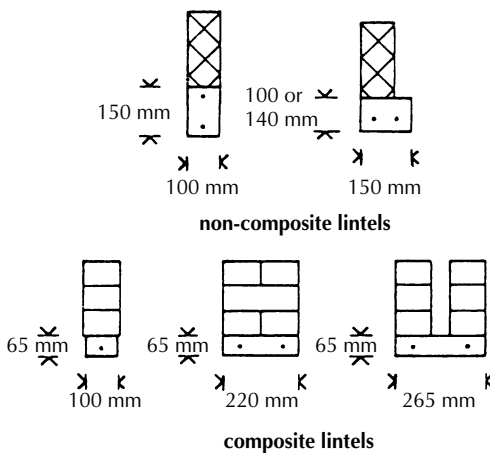 150 mm
100 mm
100 or
140 mm
150 mm
non-composite lintels
65 mm
100 mm
65 mm
220 mm
65 mm
265 mm
composite lintels